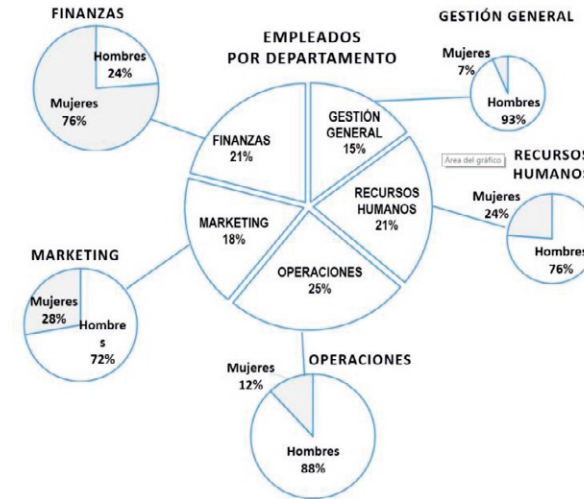 FINANZAS
Hombres
24%
Mujeres
76%
EMPLEADOS
POR DEPARTAMENTO
GESTIÓN GENERAL
Mujeres
7%
Hombres
93%
FINANZAS
21%
GESTIÓN
GENERAL
15%
RECURSOS
HUMANOS
21%
OPERACIONES
25%
MARKETING
18%
Área del gráfico
RECURSOS
HUMANOS
Mujeres
24%
Hombres
76%
MARKETING
Mujeres
28%
Hombre
s
72%
OPERACIONES
Mujeres
12%
Hombres
88%